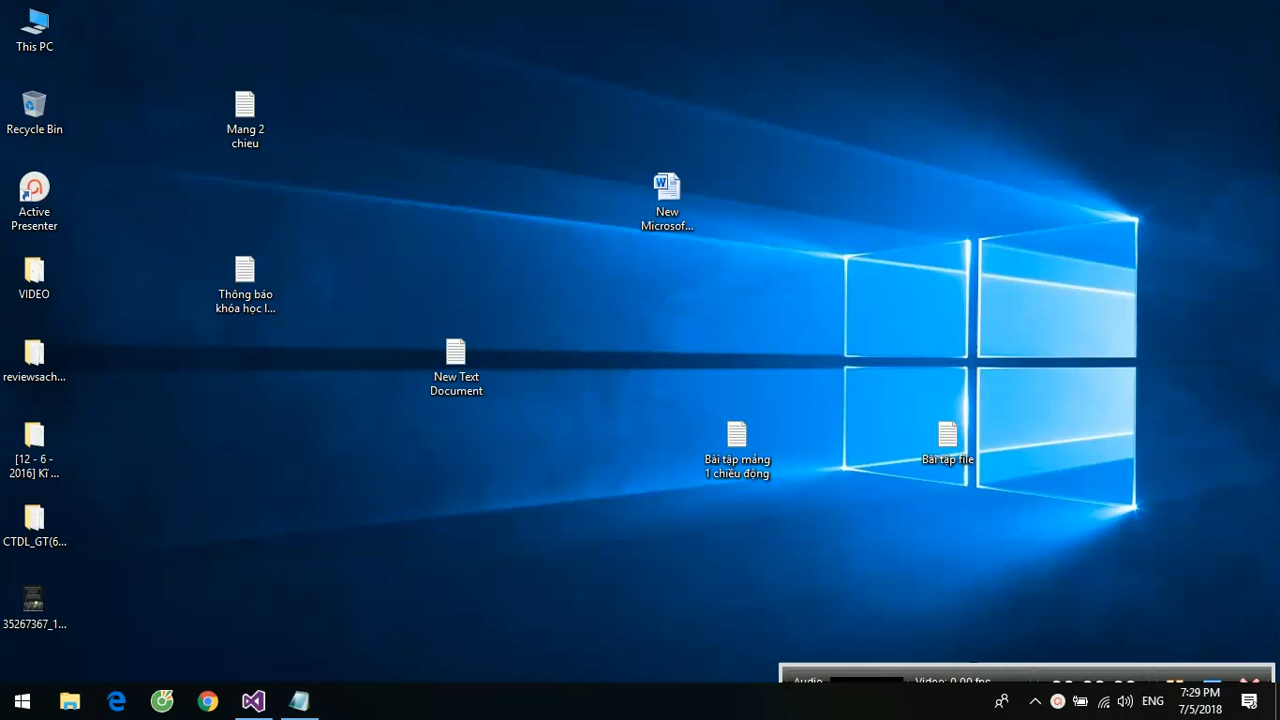 This PC
Recycle Bin
Active
Presenter
VIDEO
reviewsach...
[12 - 6 -
2016] Kĩ ...
CTDL_GT(6...
35267367_1...
Mang 2
chieu
Thông báo
khóa học l...
New Text
Document
New
Microsof...
Bài tập mảng
1 chiều động
Bài tạp file
Audio
Video: 0.00 fps
ENG
7:29 PM
7/5/2018